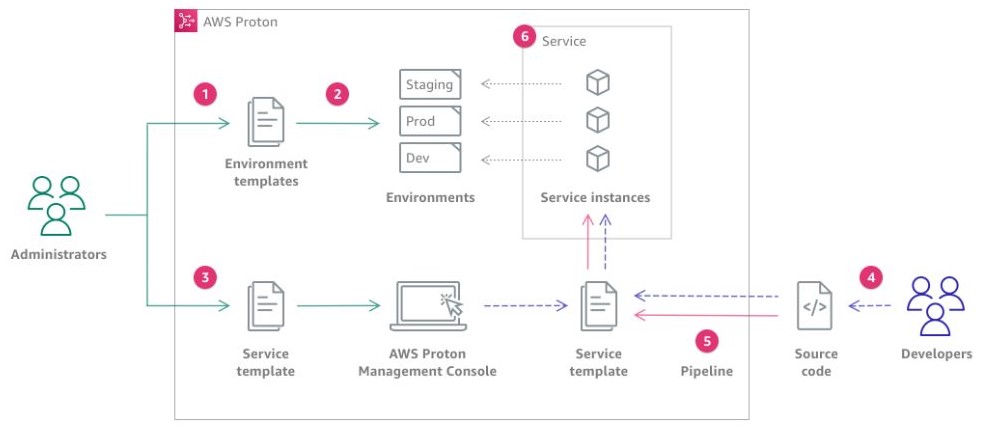 AWS Proton
6
Service
1
2
Staging
Prod
Dev
Environment
templates
Environments
Service instances
Administrators
3
4
Service
template
AWS Proton
Management Console
Service
template
5
Pipeline
</>
Source
code
Developers